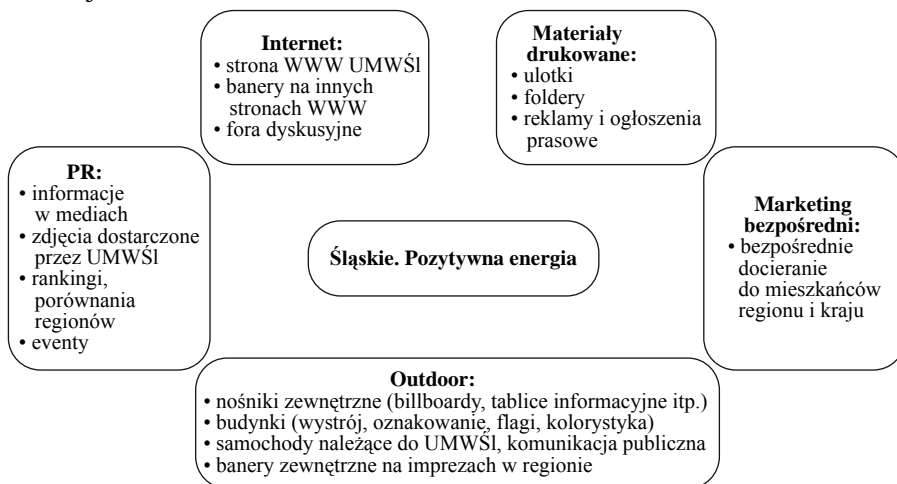 Internet:
• strona WWW UMWŚl
• banery na innych
stronach WWW
• fora dyskusyjne
Materiały
drukowane:
• ulotki
• foldery
• reklamy i ogłoszenia
prasowe
PR:
• informacje
w mediach
• zdjęcia dostarczone
przez UMWŚl
• rankingi,
porównania
regionów
• eventy
Śląskie. Pozytywna energia
Marketing
bezpośredni:
• bezpośrednie
docieranie
do mieszkańców
regionu i kraju
Outdoor:
• nośniki zewnętrzne (billboardy, tablice informacyjne itp.)
• budynki (wystrój, oznakowanie, flagi, kolorystyka)
• samochody należące do UMWŚl, komunikacja publiczna
• banery zewnętrzne na imprezach w regionie